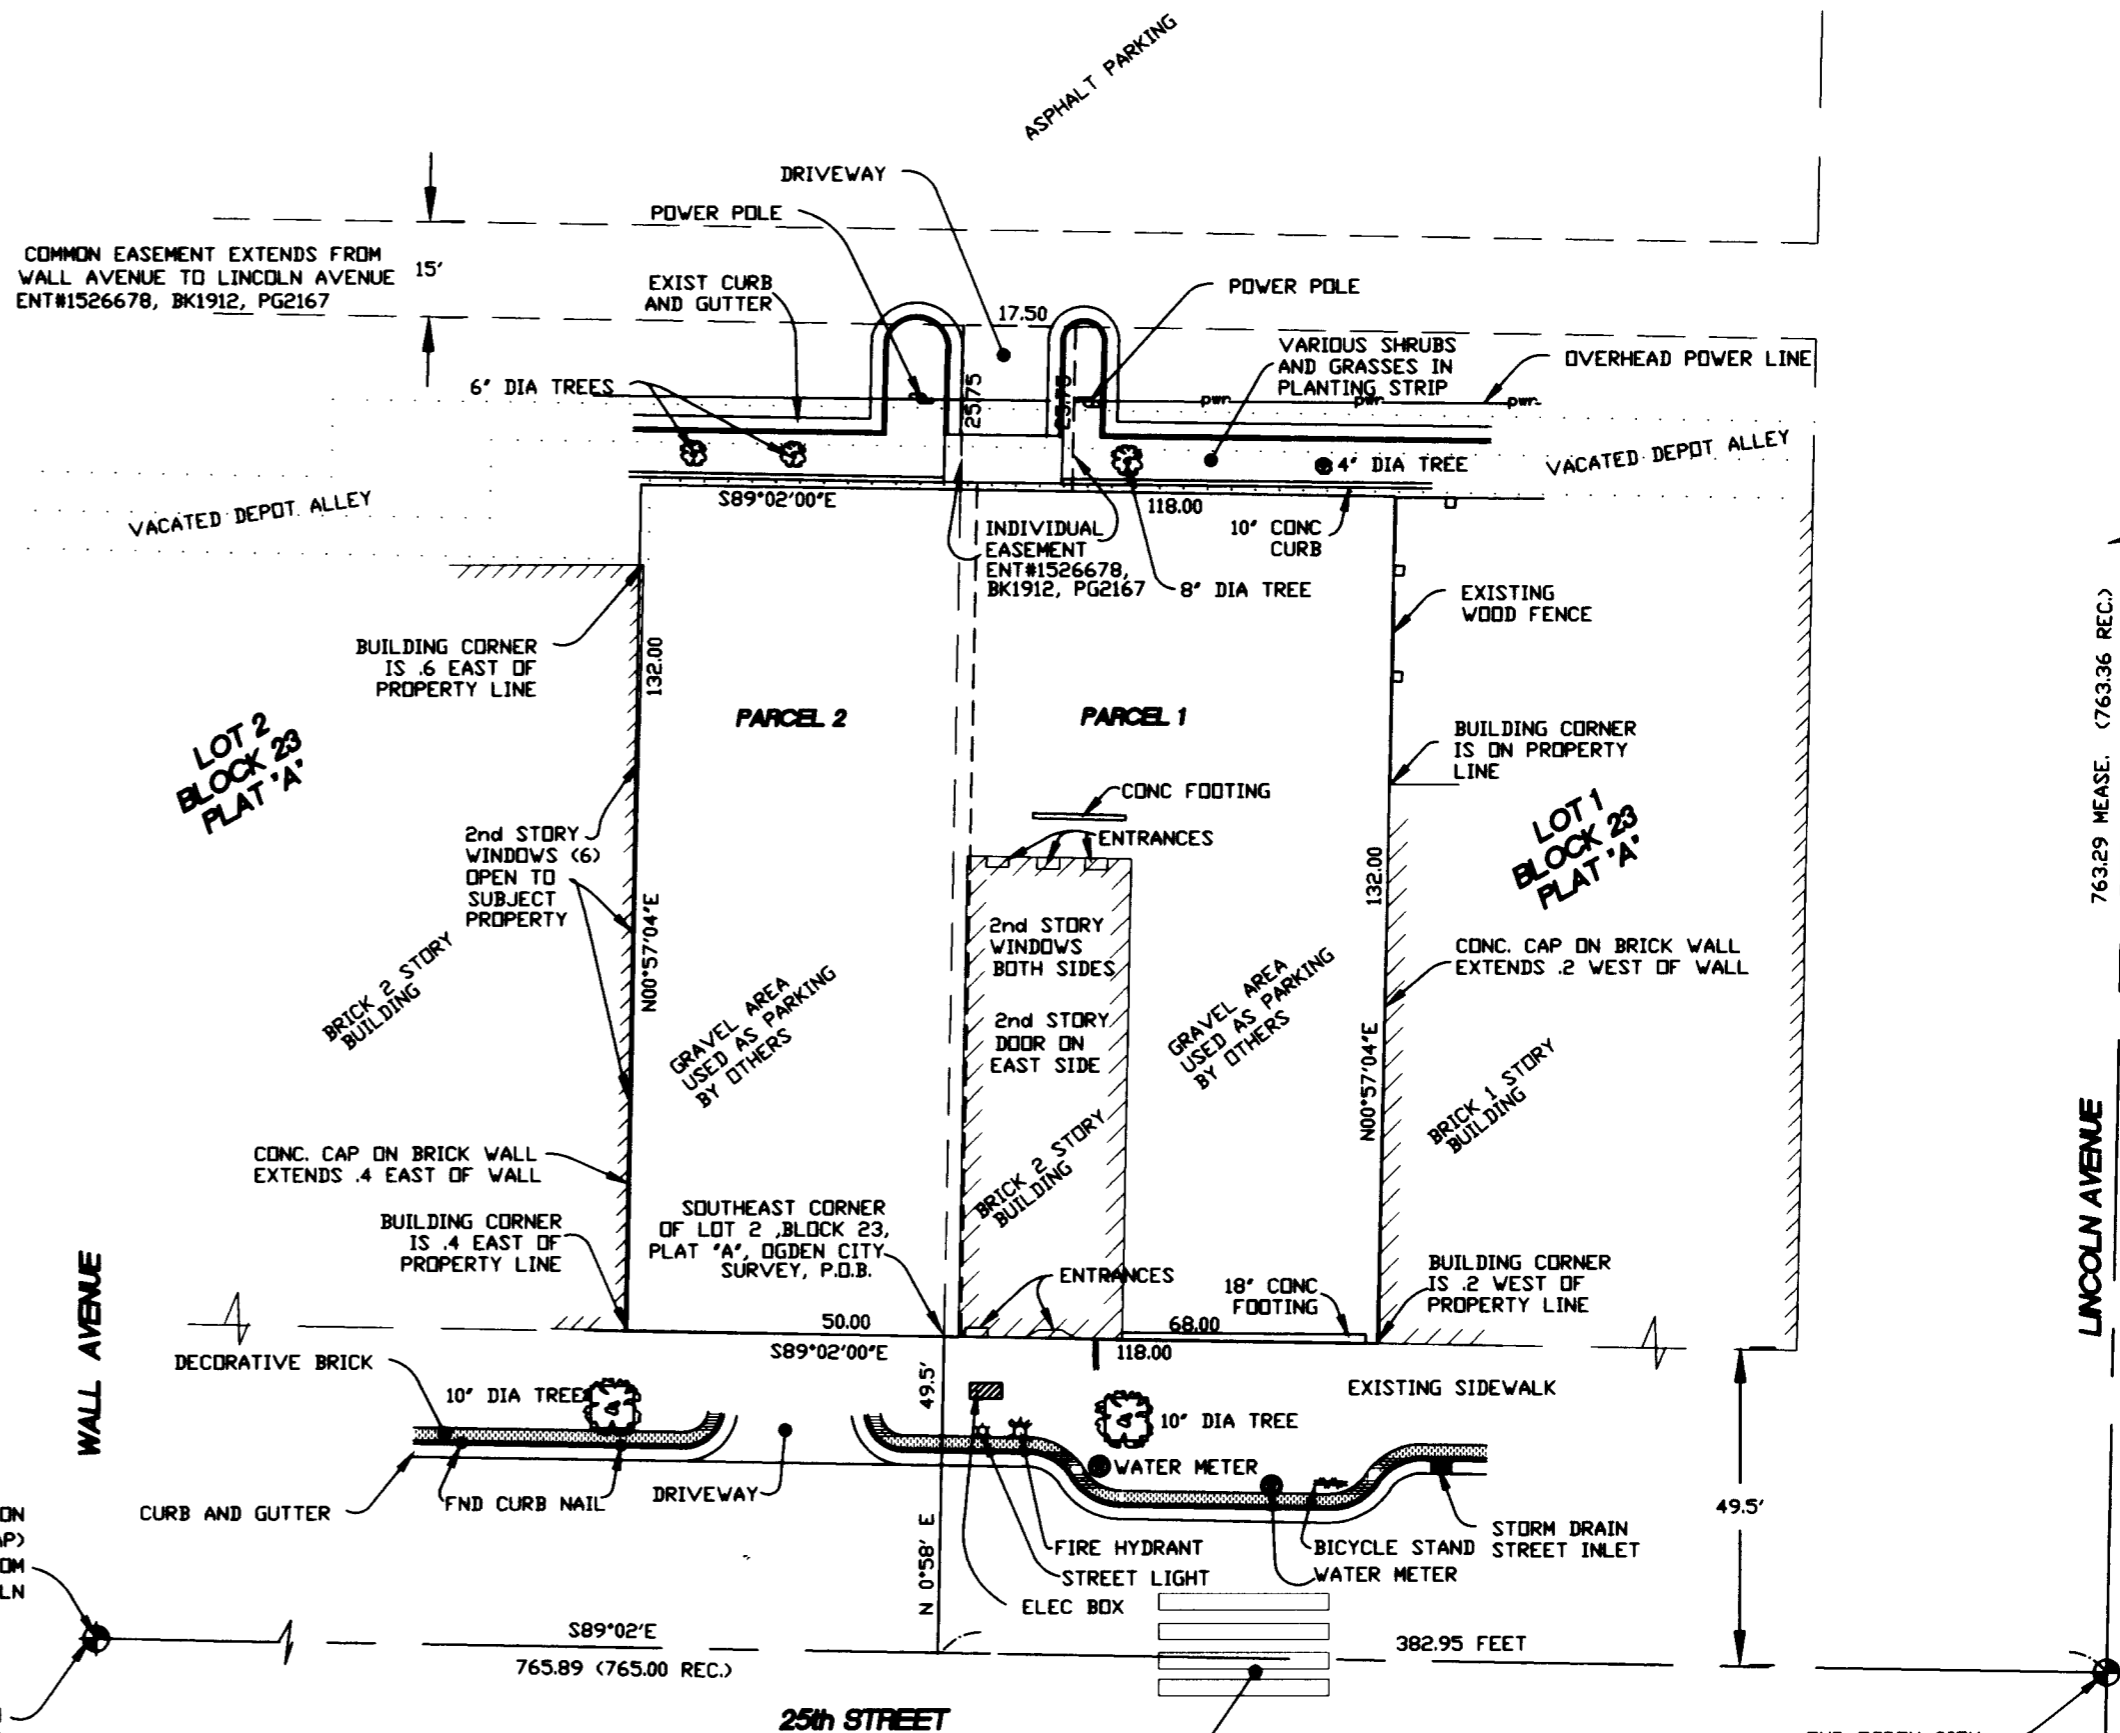 ASPHALT PARKING
DRIVEWAY
POWER POLE
COMMON EASEMENT EXTENDS FROM
WALL AVENUE TO LINCOLN AVENUE
ENT#1526678, BK1912, PG2167
15'
EXIST CURB
AND GUTTER
17.50
POWER POLE
VARIOUS SHRUBS
AND GRASSES IN
PLANTING STRIP
OVERHEAD POWER LINE
6" DIA TREES
25.75
25.75
pwr
pwr
pwr
4" DIA TREE
VACATED DEPOT ALLEY
VACATED DEPOT ALLEY
S89°02'00"E
118.00
10" CONC
CURB
INDIVIDUAL
EASEMENT
ENT#1526678,
BK1912, PG2167
8" DIA TREE
EXISTING
WOOD FENCE
BUILDING CORNER
IS .6 EAST OF
PROPERTY LINE
132.00
763.29 MEASE. (763.36 REC.)
LOT 2
BLOCK 23
PLAT "A"
PARCEL 2
PARCEL 1
BUILDING CORNER
IS ON PROPERTY
LINE
CONC FOOTING
ENTRANCES
LOT 1
BLOCK 23
PLAT "A"
2nd STORY
WINDOWS (6)
OPEN TO
SUBJECT
PROPERTY
N00°57'04"E
132.00
2nd STORY
WINDOWS
BOTH SIDES
CONC. CAP ON BRICK WALL
EXTENDS .2 WEST OF WALL
BRICK 2 STORY
BUILDING
GRAVEL AREA
USED AS PARKING
BY OTHERS
2nd STORY
DOOR ON
EAST SIDE
GRAVEL AREA
USED AS PARKING
BY OTHERS
N00°57'04"E
BRICK 1 STORY
BUILDING
CONC. CAP ON BRICK WALL
EXTENDS .4 EAST OF WALL
BRICK 2 STORY
BUILDING
SOUTHEAST CORNER
OF LOT 2 ,BLOCK 23,
PLAT "A", OGDEN CITY
SURVEY, P.O.B.
BUILDING CORNER
IS .4 EAST OF
PROPERTY LINE
ENTRANCES
18" CONC
FOOTING
BUILDING CORNER
IS .2 WEST OF
PROPERTY LINE
WALL AVENUE
LINCOLN AVENUE
50.00
68.00
S89°02'00"E
118.00
DECORATIVE BRICK
10" DIA TREE
49.5'
EXISTING SIDEWALK
10" DIA TREE
WATER METER
CURB AND GUTTER
FND CURB NAIL
DRIVEWAY
49.5'
N 0°58' E
FIRE HYDRANT
STREET LIGHT
ELEC BOX
BICYCLE STAND
WATER METER
STORM DRAIN
STREET INLET
ON
AP)
OM
LN
S89°02'E
765.89 (765.00 REC.)
382.95 FEET
25th STREET